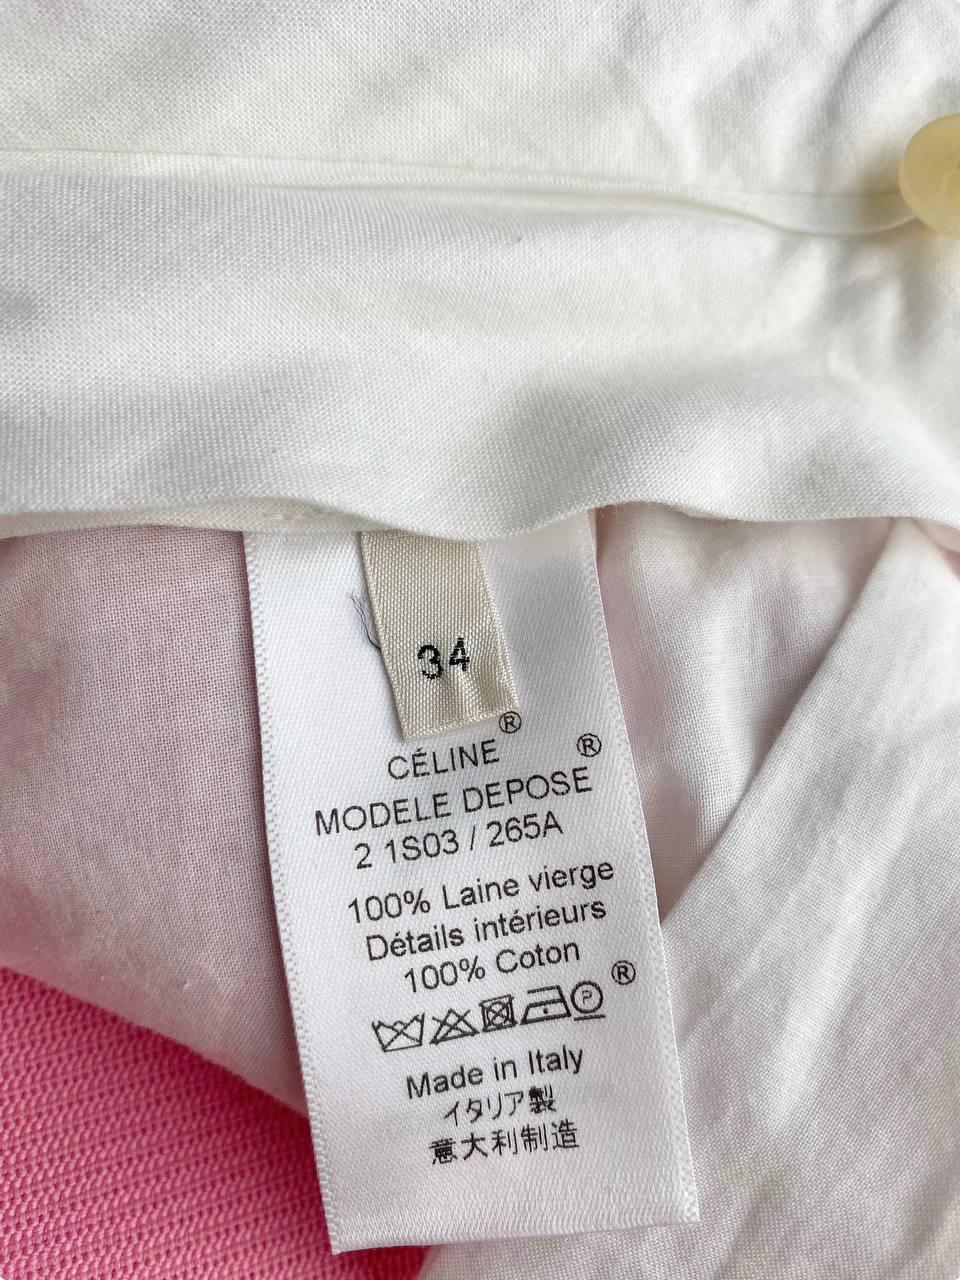 34
CÉLINE®
MODELE DEPOSE®
2 1S03 / 265A
100% Laine vierge
Détails intérieurs
100% Coton
P ®
Made in Italy
イタリア製
意大利制造